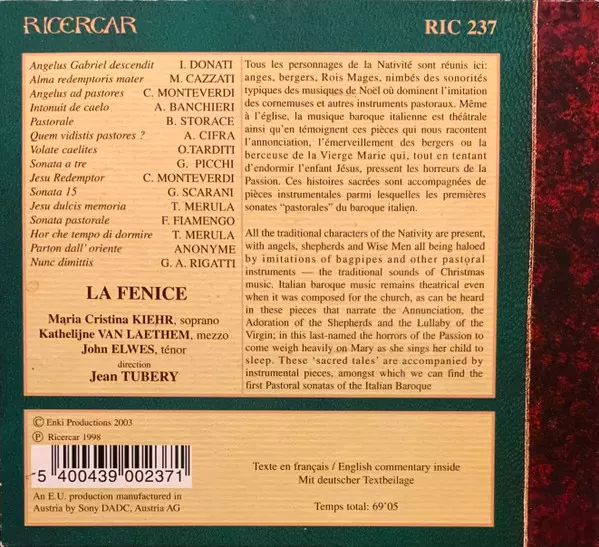 RICERCAR
RIC 237
Angelus Gabriel descendit I. DONATI
Alma redemptoris mater M. CAZZATI
Angelus ad pastores C. MONTEVERDI
Intonuit de caelo A. BANCHIERI
Pastorale B. STORACE
Quem vidistis pastores ? A. CIFRA
Volate caelites O.TARDITI
Sonata a tre G. PICCHI
Jesu Redemptor C. MONTEVERDI
Sonata 15 G. SCARANI
Jesu dulcis memoria T. MERULA
Sonata pastorale F. FIAMENGO
Hor che tempo di dormire T. MERULA
Parton dall' oriente ANONYME
Nunc dimittis G. A. RIGATTI
LA FENICE
Maria Cristina KIEHR, soprano
Kathelijne VAN LAETHEM, mezzo
John ELWES, ténor
direction
Jean TUBERY
Tous les personnages de la Nativité sont réunis ici:
anges, bergers, Rois Mages, nimbés des sonorités
typiques des musiques de Noël où dominent l'imitation
des cornemuses et autres instruments pastoraux. Même
à l'église, la musique baroque italienne est théâtrale
ainsi qu'en témoignent ces pièces qui nous racontent
l'annonciation, l'émerveillement des bergers ou la
berceuse de la Vierge Marie qui, tout en tentant
d'endormir l'enfant Jésus, pressent les horreurs de la
Passion. Ces histoires sacrées sont accompagnées de
pièces instrumentales parmi lesquelles les premières
sonates "pastorales" du baroque italien.
All the traditional characters of the Nativity are present,
with angels, shepherds and Wise Men all being haloed
by imitations of bagpipes and other pastoral
instruments — the traditional sounds of Christmas
music. Italian baroque music remains theatrical even
when it was composed for the church, as can be heard
in these pieces that narrate the Annunciation, the
Adoration of the Shepherds and the Lullaby of the
Virgin; in this last-named the horrors of the Passion to
come weigh heavily on Mary as she sings her child to
sleep. These 'sacred tales' are accompanied by
instrumental pieces, amongst which we can find the
first Pastoral sonatas of the Italian Baroque
© Enki Productions 2003
℗ Ricercar 1998
5 400439 002371
An E.U. production manufactured in
Austria by Sony DADC, Austria AG
Texte en français / English commentary inside
Mit deutscher Textbeilage
Temps total: 69'05